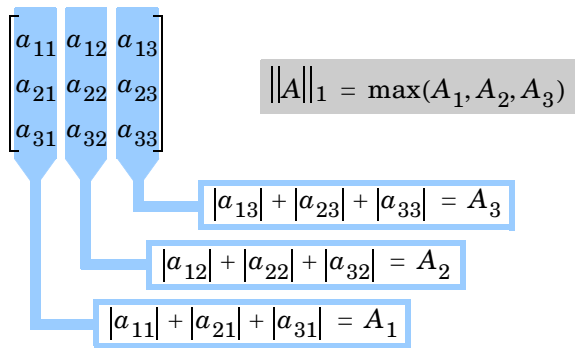 a₁₁ a₁₂ a₁₃
a₂₁ a₂₂ a₂₃
a₃₁ a₃₂ a₃₃
||A||₁ = max(A₁, A₂, A₃)
|a₁₃| + |a₂₃| + |a₃₃| = A₃
|a₁₂| + |a₂₂| + |a₃₂| = A₂
|a₁₁| + |a₂₁| + |a₃₁| = A₁